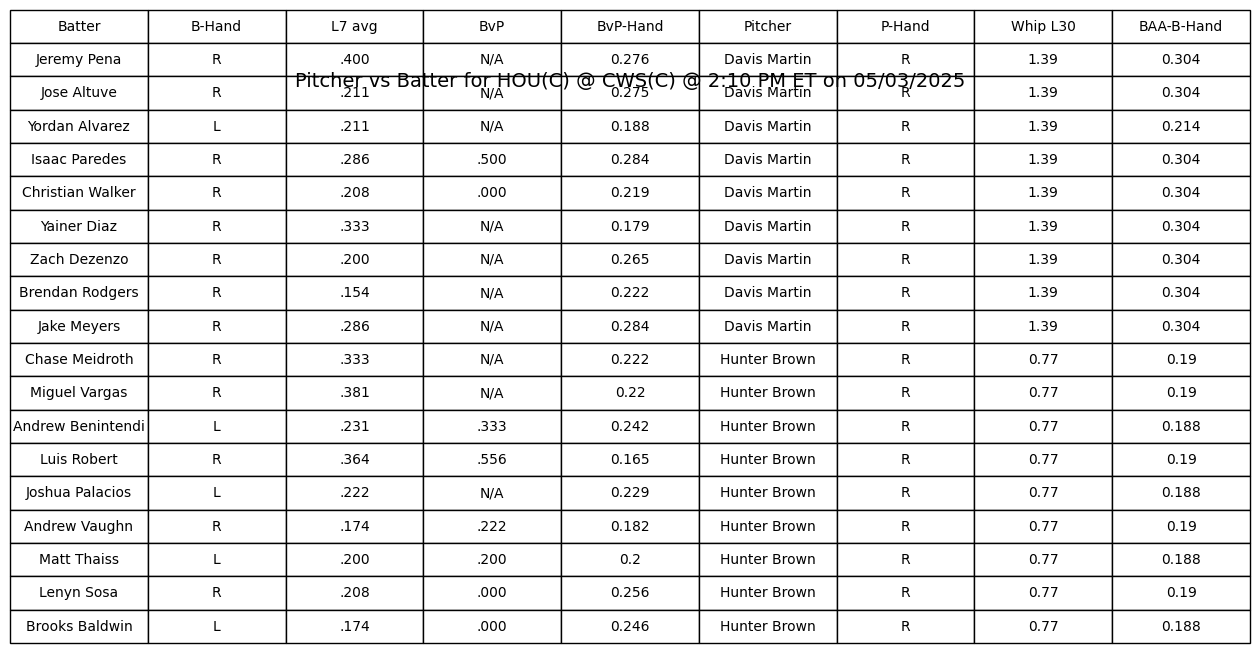 Batter B-Hand L7 avg BvP BvP-Hand Pitcher P-Hand Whip L30 BAA-B-Hand
Jeremy Pena R .400 N/A 0.276 Davis Martin R 1.39 0.304
Pitcher vs Batter for HOU(C) @ CWS(C) @ 2:10 PM ET on 05/03/2025
Jose Altuve R .211 N/A 0.275 Davis Martin R 1.39 0.304
Yordan Alvarez L .211 N/A 0.188 Davis Martin R 1.39 0.214
Isaac Paredes R .286 .500 0.284 Davis Martin R 1.39 0.304
Christian Walker R .208 .000 0.219 Davis Martin R 1.39 0.304
Yainer Diaz R .333 N/A 0.179 Davis Martin R 1.39 0.304
Zach Dezenzo R .200 N/A 0.265 Davis Martin R 1.39 0.304
Brendan Rodgers R .154 N/A 0.222 Davis Martin R 1.39 0.304
Jake Meyers R .286 N/A 0.284 Davis Martin R 1.39 0.304
Chase Meidroth R .333 N/A 0.222 Hunter Brown R 0.77 0.19
Miguel Vargas R .381 N/A 0.22 Hunter Brown R 0.77 0.19
Andrew Benintendi L .231 .333 0.242 Hunter Brown R 0.77 0.188
Luis Robert R .364 .556 0.165 Hunter Brown R 0.77 0.19
Joshua Palacios L .222 N/A 0.229 Hunter Brown R 0.77 0.188
Andrew Vaughn R .174 .222 0.182 Hunter Brown R 0.77 0.19
Matt Thaiss L .200 .200 0.2 Hunter Brown R 0.77 0.188
Lenyn Sosa R .208 .000 0.256 Hunter Brown R 0.77 0.19
Brooks Baldwin L .174 .000 0.246 Hunter Brown R 0.77 0.188